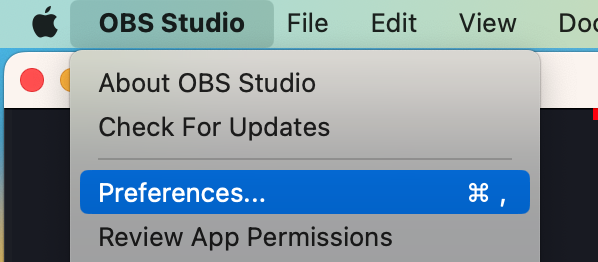 OBS Studio File Edit View Doc
About OBS Studio
Check For Updates
Preferences... ⌘ ,
Review App Permissions